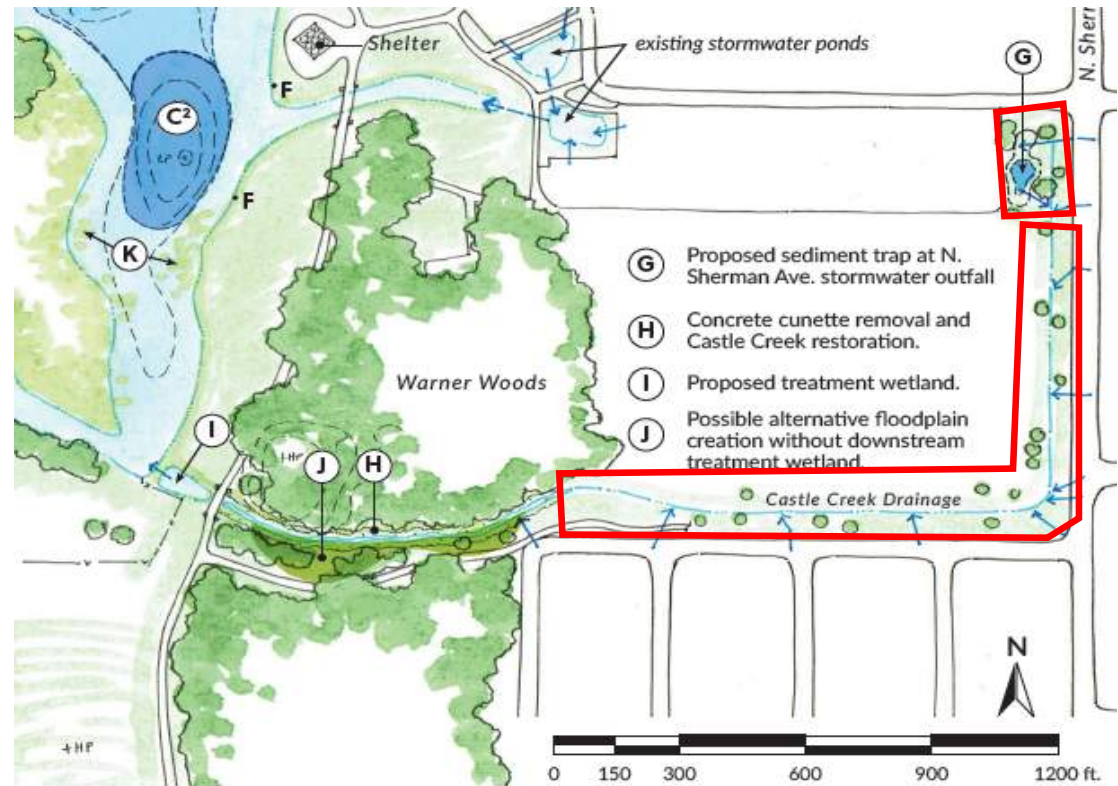 Shelter
existing stormwater ponds
N. Sher
G
C²
F
F
K
G Proposed sediment trap at N.
Sherman Ave. stormwater outfall
H Concrete cunette removal and
Castle Creek restoration.
I Proposed treatment wetland.
J Possible alternative floodplain
creation without downstream
treatment wetland.
Warner Woods
I
+HP
J
H
Castle Creek Drainage
N
+HP
0 150 300 600 900 1200 ft.